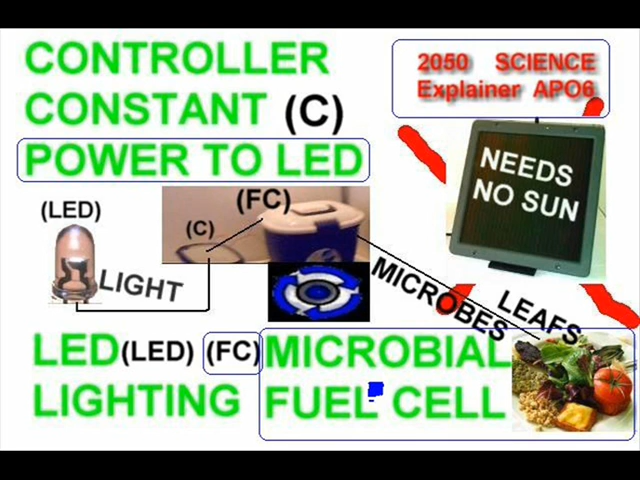 CONTROLLER
CONSTANT (C)
POWER TO LED
2050 SCIENCE
Explainer APO6
NEEDS
NO SUN
(LED)
(C)
(FC)
LIGHT
MICROBES
LEAFS
LED (LED) (FC) MICROBIAL
LIGHTING FUEL CELL